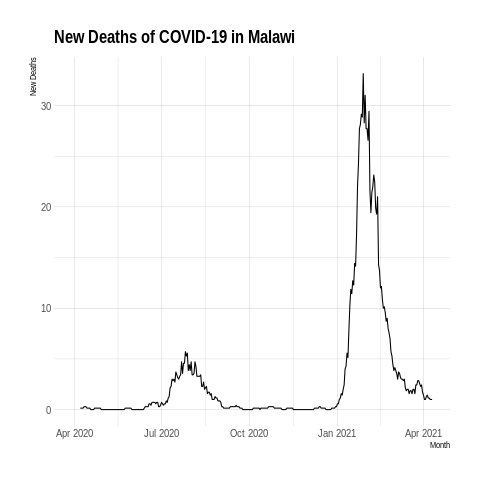 New Deaths of COVID-19 in Malawi
New Deaths
30
20
10
0
Apr 2020 Jul 2020 Oct 2020 Jan 2021 Apr 2021
Month